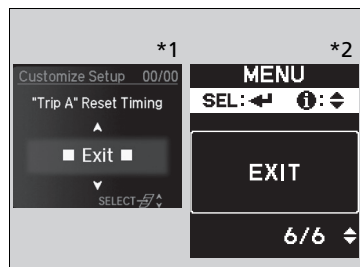 *1
Customize Setup 00/00
"Trip A" Reset Timing
Exit
SELECT
*2
MENU
SEL: i:
EXIT
6/6